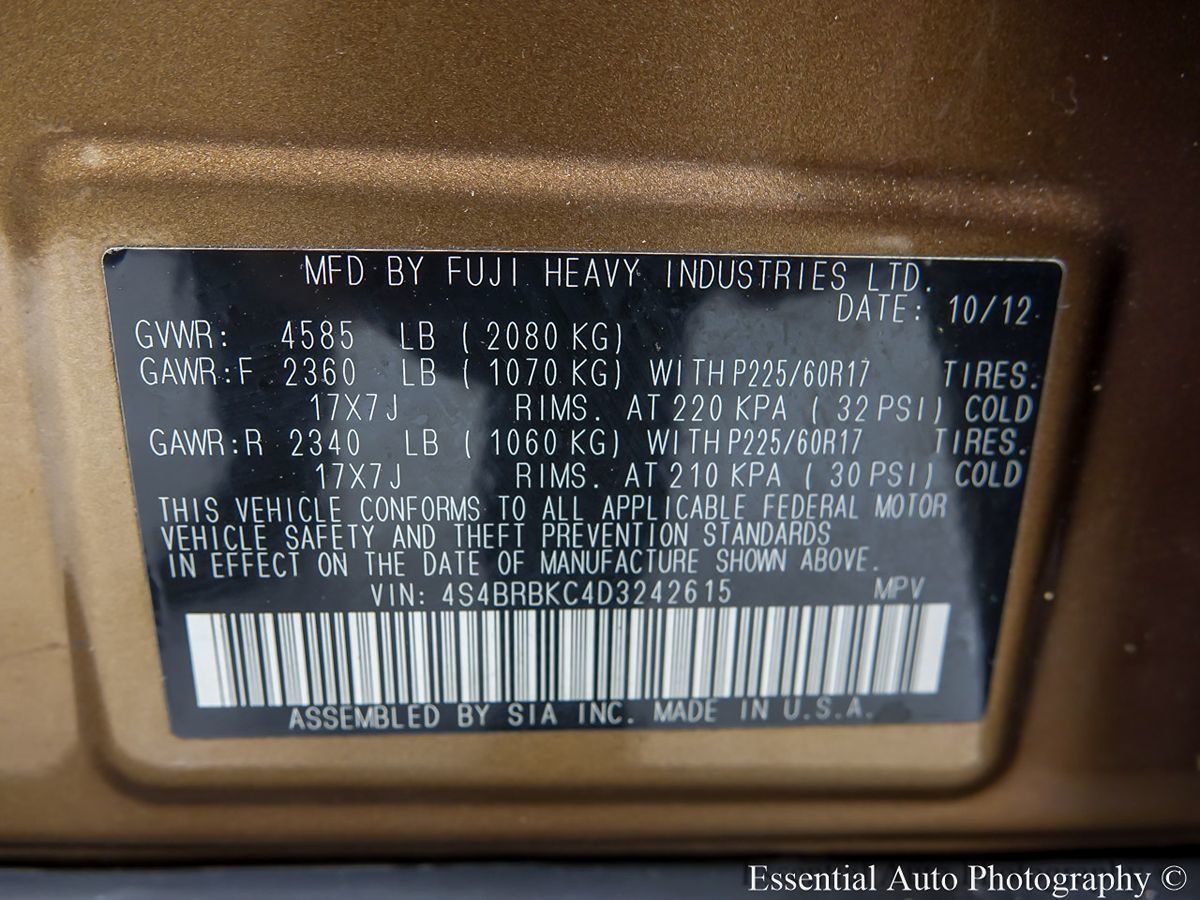 MFD BY FUJI HEAVY INDUSTRIES LTD.
DATE: 10/12
GVWR: 4585 LB ( 2080 KG)
GAWR:F 2360 LB ( 1070 KG) WITH P225/60R17 TIRES.
17X7J RIMS. AT 220 KPA ( 32 PSI) COLD
GAWR:R 2340 LB ( 1060 KG) WITH P225/60R17 TIRES.
17X7J RIMS. AT 210 KPA ( 30 PSI) COLD
THIS VEHICLE CONFORMS TO ALL APPLICABLE FEDERAL MOTOR
VEHICLE SAFETY AND THEFT PREVENTION STANDARDS
IN EFFECT ON THE DATE OF MANUFACTURE SHOWN ABOVE.
VIN: 4S4BRBKC4D3242615 MPV
ASSEMBLED BY SIA INC. MADE IN U.S.A.
Essential Auto Photography ©